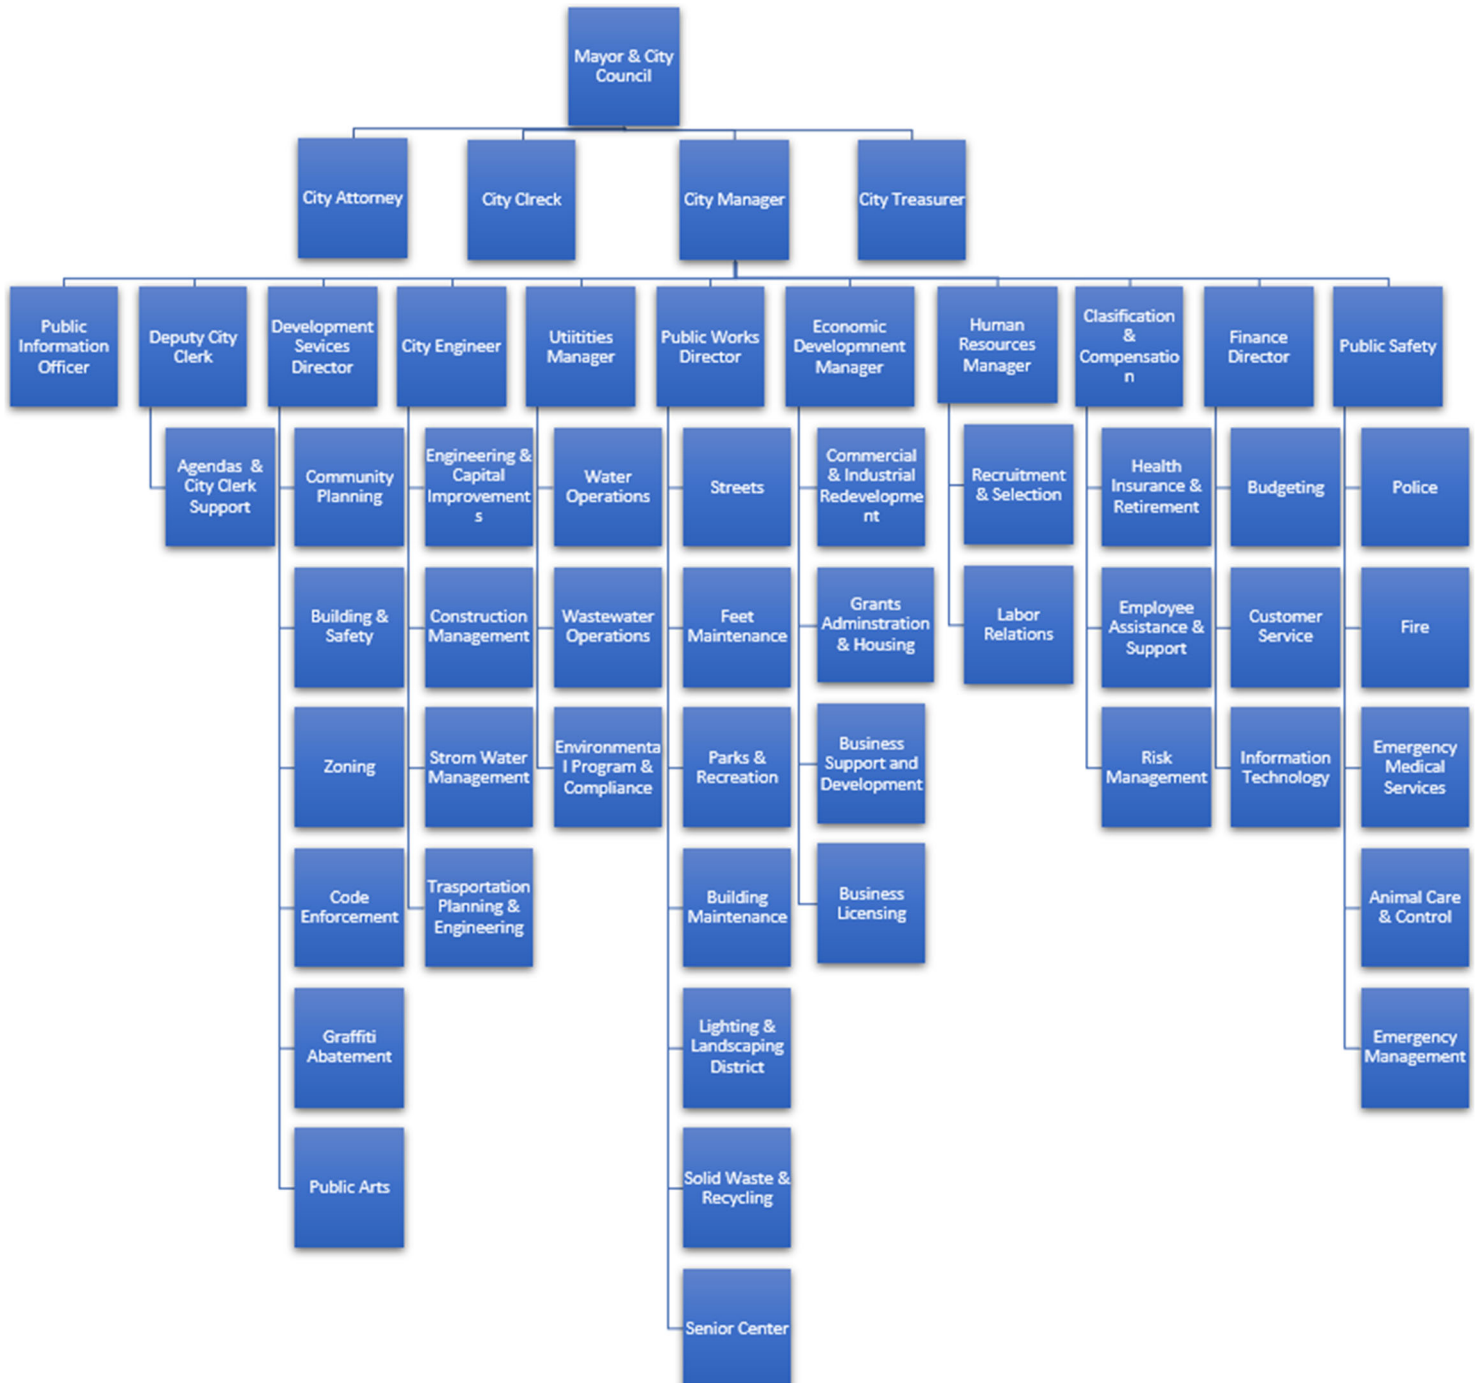 Mayor & City
Council
City Attorney
City Clreck
City Manager
City Treasurer
Public
Information
Officer
Deputy City
Clerk
Development
Sevices
Director
City Engineer
Utiitities
Manager
Public Works
Director
Economic
Developmnent
Manager
Human
Resources
Manager
Clasification
&
Compensatio
n
Finance
Director
Public Safety
Agendas &
City Clerk
Support
Community
Planning
Building &
Safety
Zoning
Code
Enforcement
Graffiti
Abatement
Public Arts
Engineering &
Capital
Improvement
s
Construction
Management
Strom Water
Management
Trasportation
Planning &
Engineering
Water
Operations
Wastewater
Operations
Environmenta
l Program &
Compliance
Streets
Feet
Maintenance
Parks &
Recreation
Building
Maintenance
Lighting &
Landscaping
District
Solid Waste &
Recycling
Senior Center
Commercial
& Industrial
Redevelopme
nt
Grants
Adminstration
& Housing
Business
Support and
Development
Business
Licensing
Recruitment
& Selection
Labor
Relations
Health
Insurance &
Retirement
Employee
Assistance &
Support
Risk
Management
Budgeting
Customer
Service
Information
Technology
Police
Fire
Emergency
Medical
Services
Animal Care
& Control
Emergency
Management